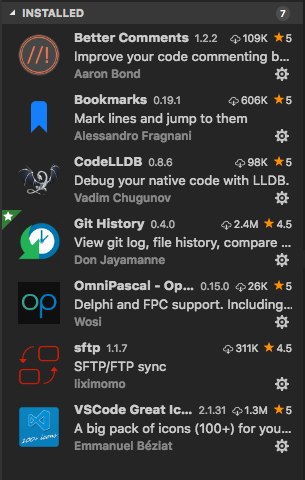 INSTALLED 7
Better Comments 1.2.2 109K ★5
Improve your code commenting b...
Aaron Bond
//!
Bookmarks 0.19.1 606K ★5
Mark lines and jump to them
Alessandro Fragnani
CodeLLDB 0.8.6 98K ★5
Debug your native code with LLDB.
Vadim Chugunov
Git History 0.4.0 2.4M ★4.5
View git log, file history, compare ...
Don Jayamanne
OmniPascal - Op... 0.15.0 26K ★5
Delphi and FPC support. Including...
Wosi
op
sftp 1.1.7 311K ★4.5
SFTP/FTP sync
liximomo
VSCode Great Ic... 2.1.31 1.3M ★5
A big pack of icons (100+) for you...
Emmanuel Béziat
100+ icons